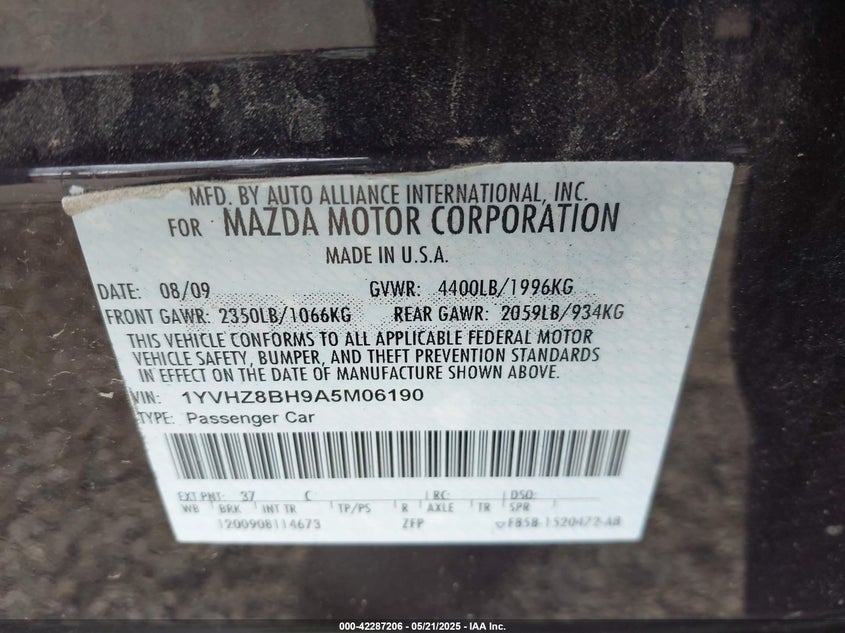 MFD. BY AUTO ALLIANCE INTERNATIONAL, INC.
FOR MAZDA MOTOR CORPORATION
MADE IN U.S.A.
DATE: 08/09 GVWR: 4400LB/1996KG
FRONT GAWR: 2350LB/1066KG REAR GAWR: 2059LB/934KG
THIS VEHICLE CONFORMS TO ALL APPLICABLE FEDERAL MOTOR
VEHICLE SAFETY, BUMPER, AND THEFT PREVENTION STANDARDS
IN EFFECT ON THE DATE OF MANUFACTURE SHOWN ABOVE.
VIN: 1YVHZ8BH9A5M06190
TYPE: Passenger Car
EXT PNT: 37 C RC: DSO:
WB BRK INT TR TP/PS R AXLE TR SPR
1200908114673 ZFP F85B-1520472-AB
000-42287206 - 05/21/2025 - IAA Inc.